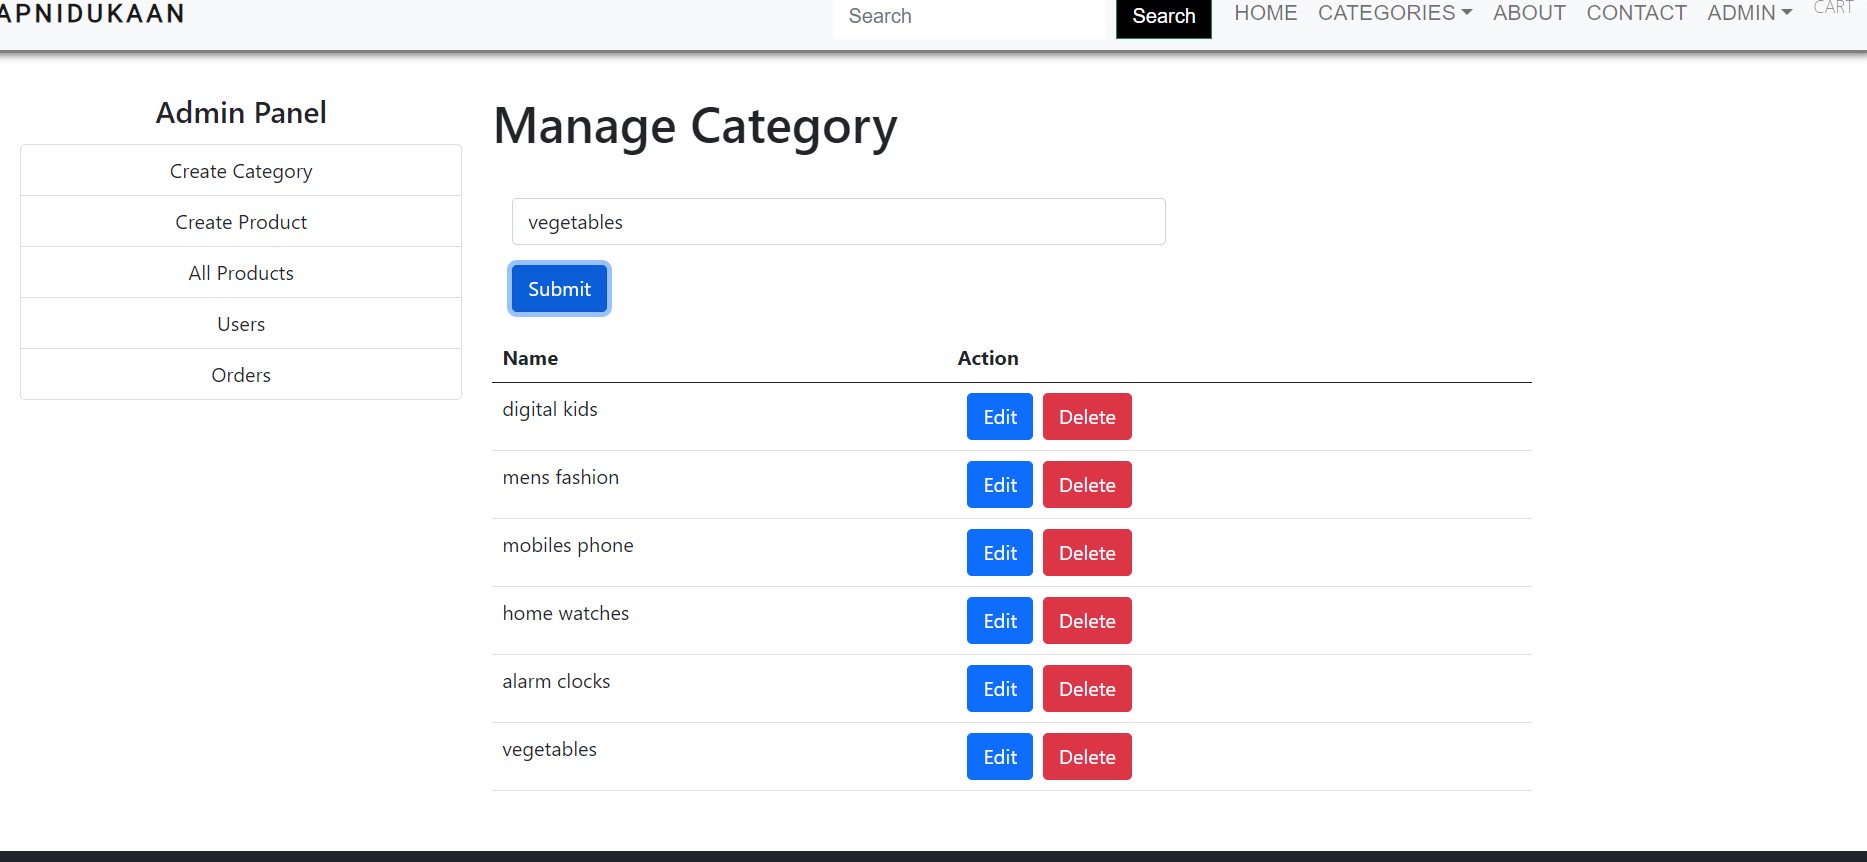 APNIDUKAAN
Search
Search
HOME
CATEGORIES
ABOUT
CONTACT
ADMIN
CART
Admin Panel
Create Category
Create Product
All Products
Users
Orders
Manage Category
vegetables
Submit
Name Action
digital kids Edit Delete
mens fashion Edit Delete
mobiles phone Edit Delete
home watches Edit Delete
alarm clocks Edit Delete
vegetables Edit Delete